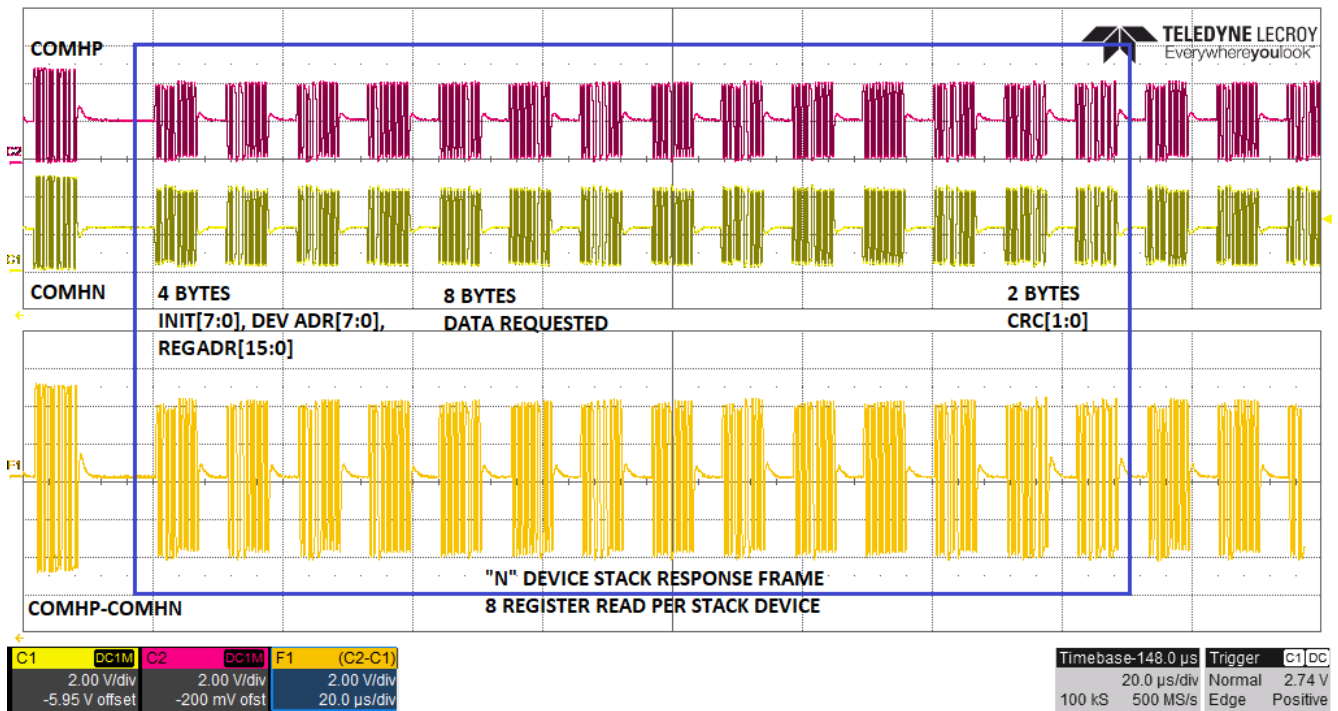 COMHP
TELEDYNE LECROY
Everywhereyoulook
C2
C1
COMHN
4 BYTES
INIT[7:0], DEV ADR[7:0],
REGADR[15:0]
8 BYTES
DATA REQUESTED
2 BYTES
CRC[1:0]
F1
"N" DEVICE STACK RESPONSE FRAME
8 REGISTER READ PER STACK DEVICE
COMHP-COMHN
C1 DC1M
2.00 V/div
-5.95 V offset
C2 DC1M
2.00 V/div
-200 mV ofst
F1 (C2-C1)
2.00 V/div
20.0 µs/div
Timebase -148.0 µs
20.0 µs/div
100 kS 500 MS/s
Trigger C1 DC
Normal 2.74 V
Edge Positive